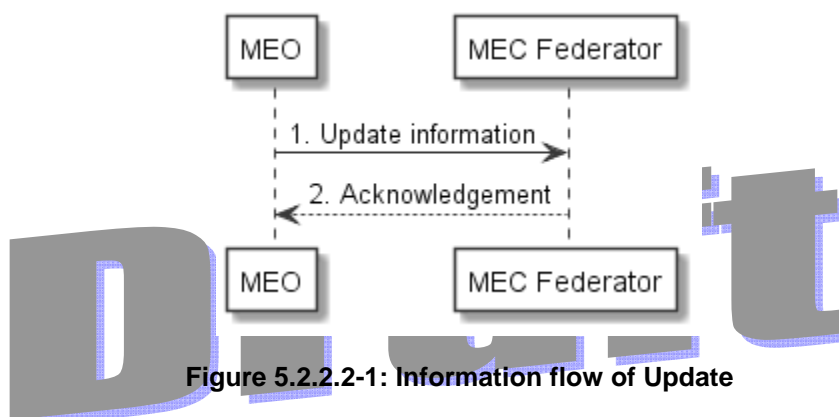 MEO MEC Federator
1. Update information
2. Acknowledgement
MEO MEC Federator
Figure 5.2.2.2-1: Information flow of Update